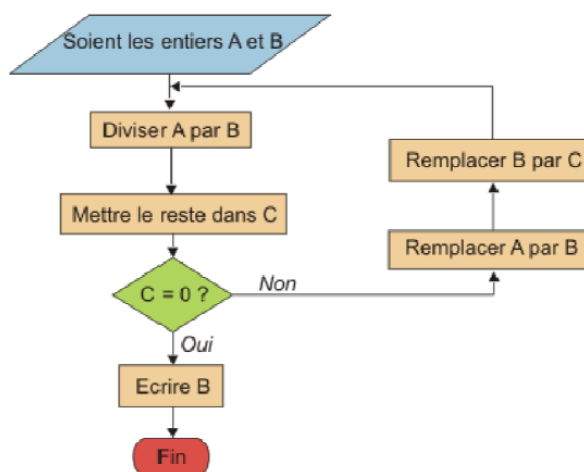 Soient les entiers A et B
Diviser A par B
Mettre le reste dans C
C = 0 ?
Non
Remplacer A par B
Remplacer B par C
Oui
Ecrire B
Fin